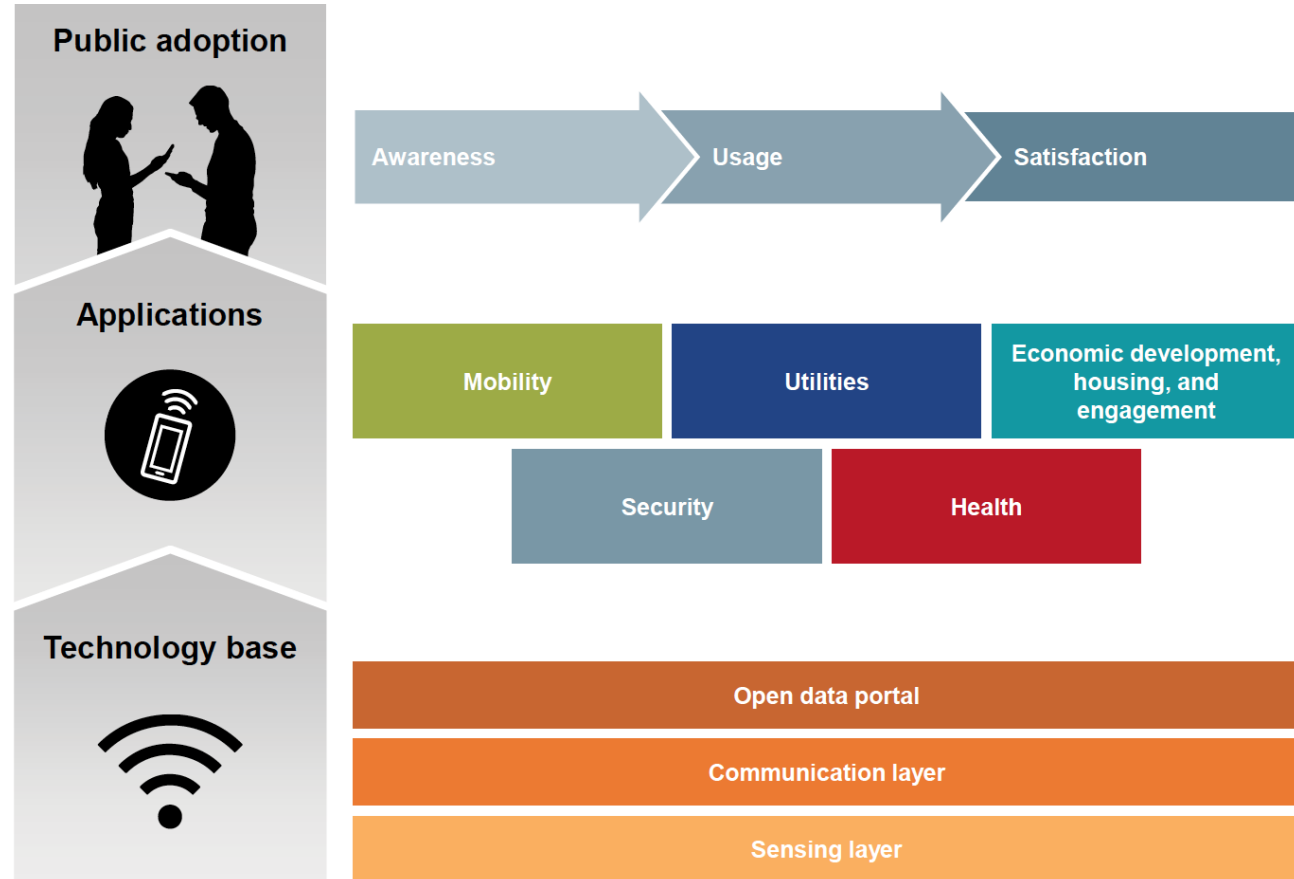 Public adoption
Awareness
Usage
Satisfaction
Applications
Mobility
Utilities
Economic development,
housing, and
engagement
Security
Health
Technology base
Open data portal
Communication layer
Sensing layer